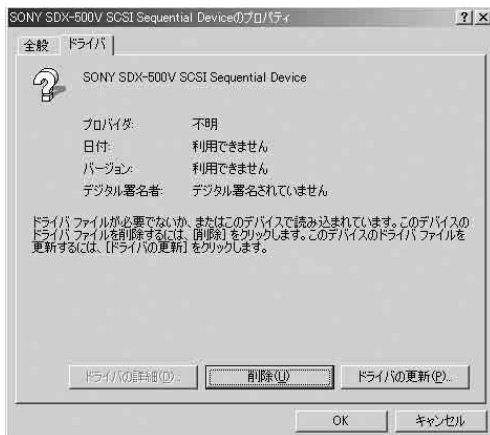 SONY SDX-500V SCSI Sequential Deviceのプロパティ
全般 ドライバ
SONY SDX-500V SCSI Sequential Device
プロバイダ: 不明
日付: 利用できません
バージョン: 利用できません
デジタル署名者: デジタル署名されていません
ドライバ ファイルが必要でないか、またはこのデバイスで読み込まれています。このデバイスの
ドライバ ファイルを削除するには、[削除] をクリックします。このデバイスのドライバ ファイルを
更新するには、[ドライバの更新] をクリックします。
ドライバの詳細(D)... 削除(U) ドライバの更新(P)...
OK キャンセル